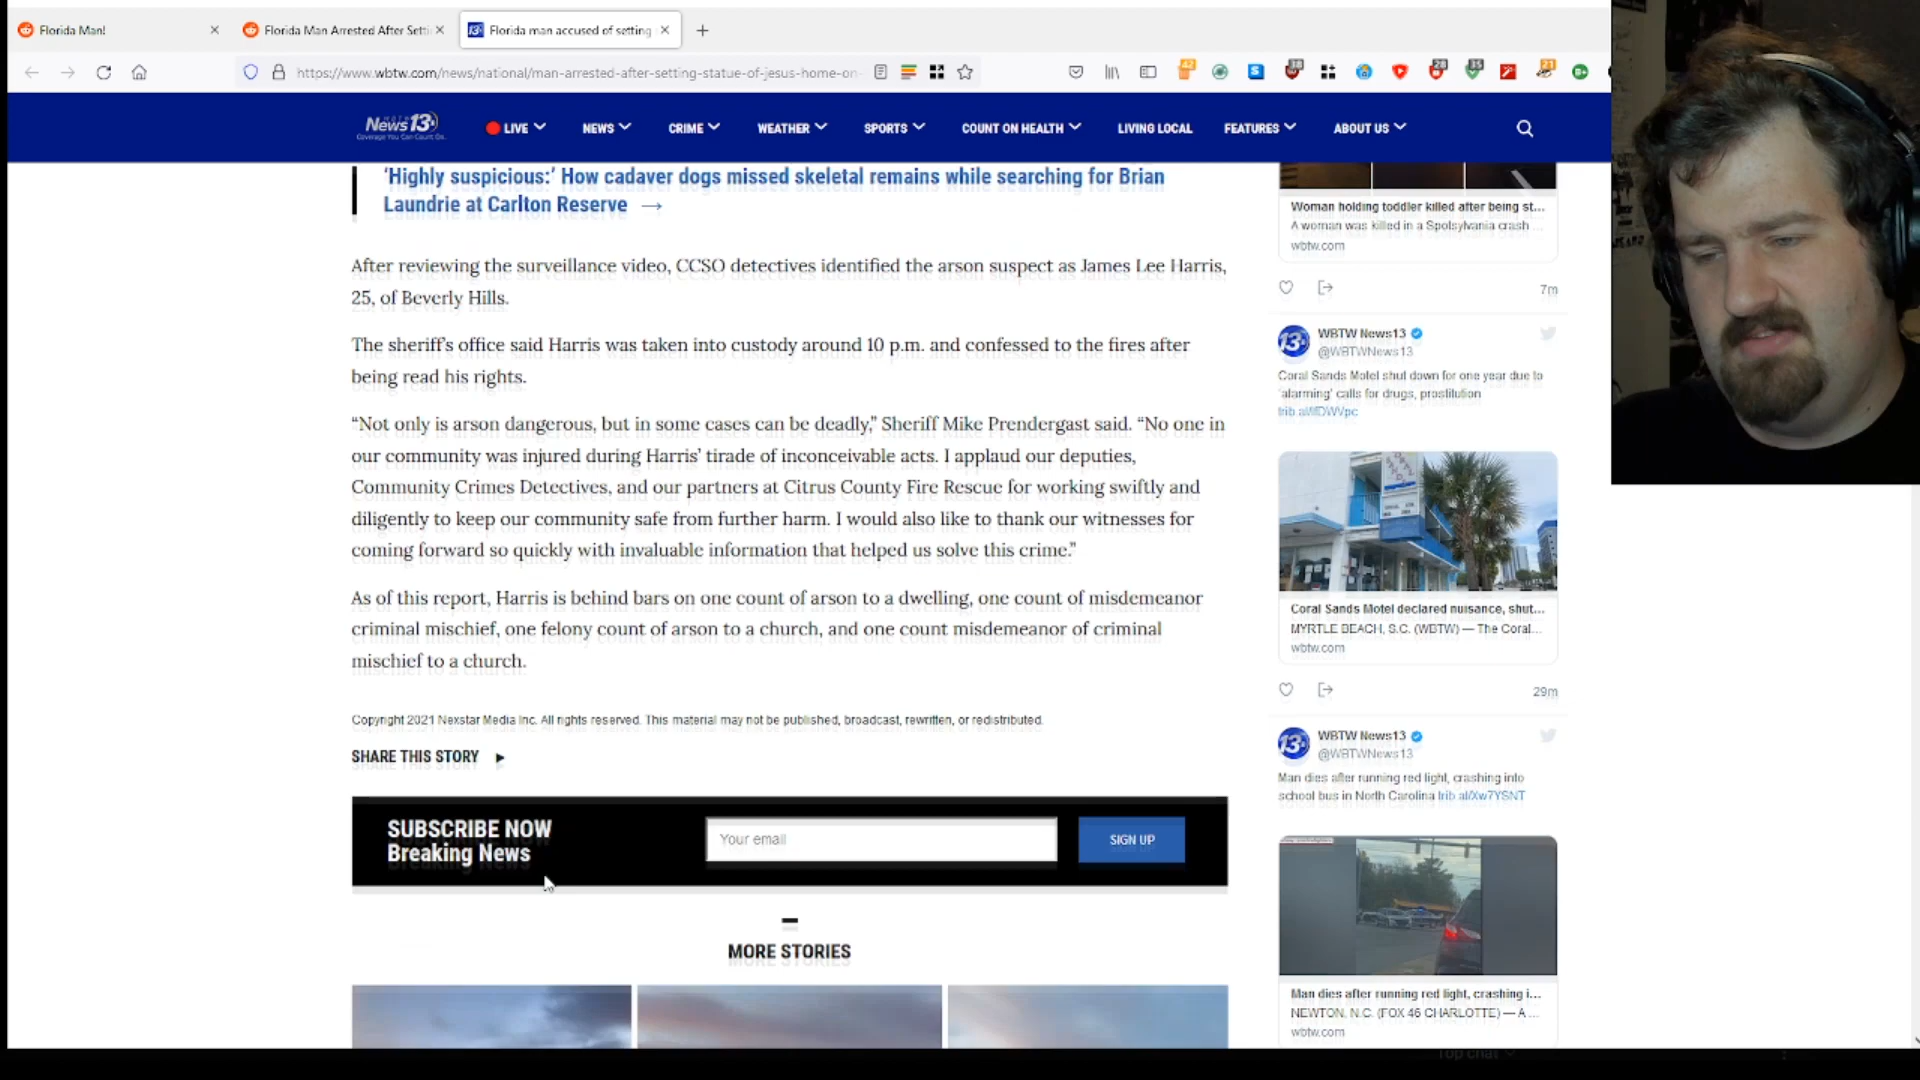 Florida Man!
Florida Man Arrested After Setti
Florida man accused of setting
https://www.wbtw.com/news/national/man-arrested-after-setting-statue-of-jesus-home-on-
News 13
Coverage You Can Count On.
LIVE
NEWS
CRIME
WEATHER
SPORTS
COUNT ON HEALTH
LIVING LOCAL
FEATURES
ABOUT US
‘Highly suspicious:’ How cadaver dogs missed skeletal remains while searching for Brian
Laundrie at Carlton Reserve →
After reviewing the surveillance video, CCSO detectives identified the arson suspect as James Lee Harris,
25, of Beverly Hills.
The sheriff’s office said Harris was taken into custody around 10 p.m. and confessed to the fires after
being read his rights.
“Not only is arson dangerous, but in some cases can be deadly,” Sheriff Mike Prendergast said. “No one in
our community was injured during Harris’ tirade of inconceivable acts. I applaud our deputies,
Community Crimes Detectives, and our partners at Citrus County Fire Rescue for working swiftly and
diligently to keep our community safe from further harm. I would also like to thank our witnesses for
coming forward so quickly with invaluable information that helped us solve this crime.”
As of this report, Harris is behind bars on one count of arson to a dwelling, one count of misdemeanor
criminal mischief, one felony count of arson to a church, and one count misdemeanor of criminal
mischief to a church.
Copyright 2021 Nexstar Media Inc. All rights reserved. This material may not be published, broadcast, rewritten, or redistributed.
SHARE THIS STORY
SUBSCRIBE NOW
Breaking News
Your email
SIGN UP
MORE STORIES
Woman holding toddler killed after being st...
A woman was killed in a Spotsylvania crash ...
wbtw.com
7m
WBTW News13
@WBTWNews13
Coral Sands Motel shut down for one year due to
'alarming' calls for drugs, prostitution
Coral Sands Motel declared nuisance, shut...
MYRTLE BEACH, S.C. (WBTW) — The Coral...
wbtw.com
29m
WBTW News13
@WBTWNews13
Man dies after running red light, crashing into
school bus in North Carolina trib.al/Xw7YSNT
Man dies after running red light, crashing i...
NEWTON, N.C. (FOX 46 CHARLOTTE) — A ...
wbtw.com
Top chat